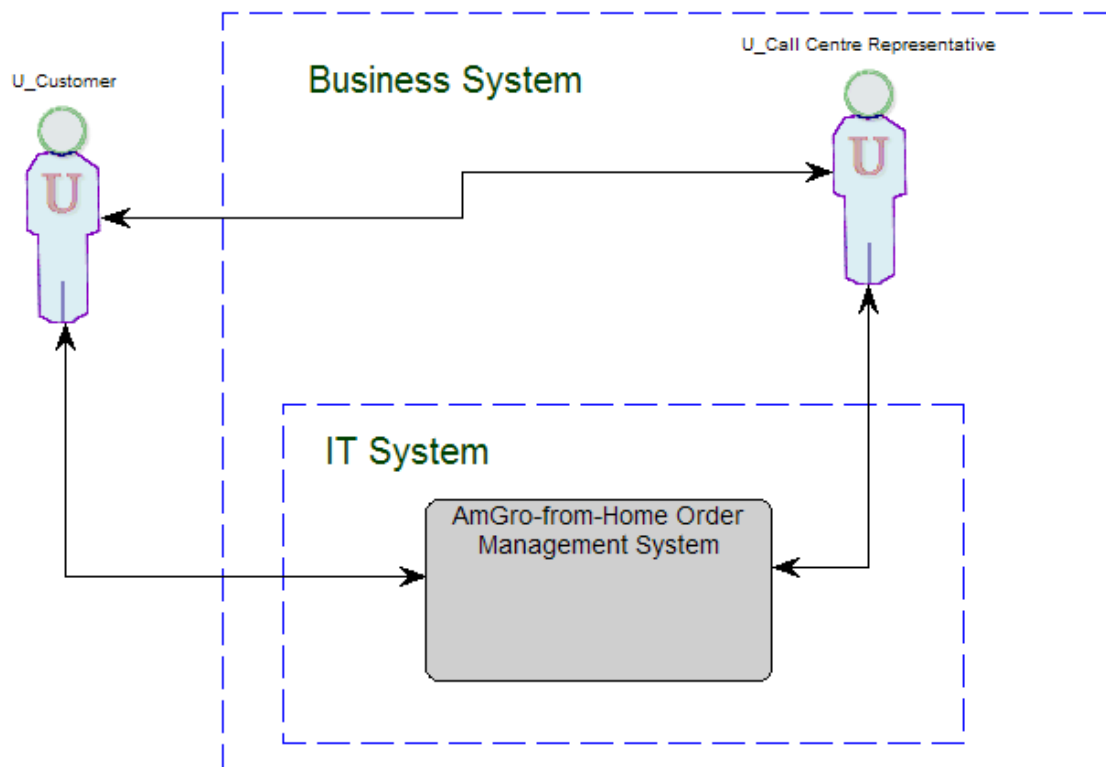 U_Call Centre Representative
U_Customer
Business System
U
U
IT System
AmGro-from-Home Order
Management System